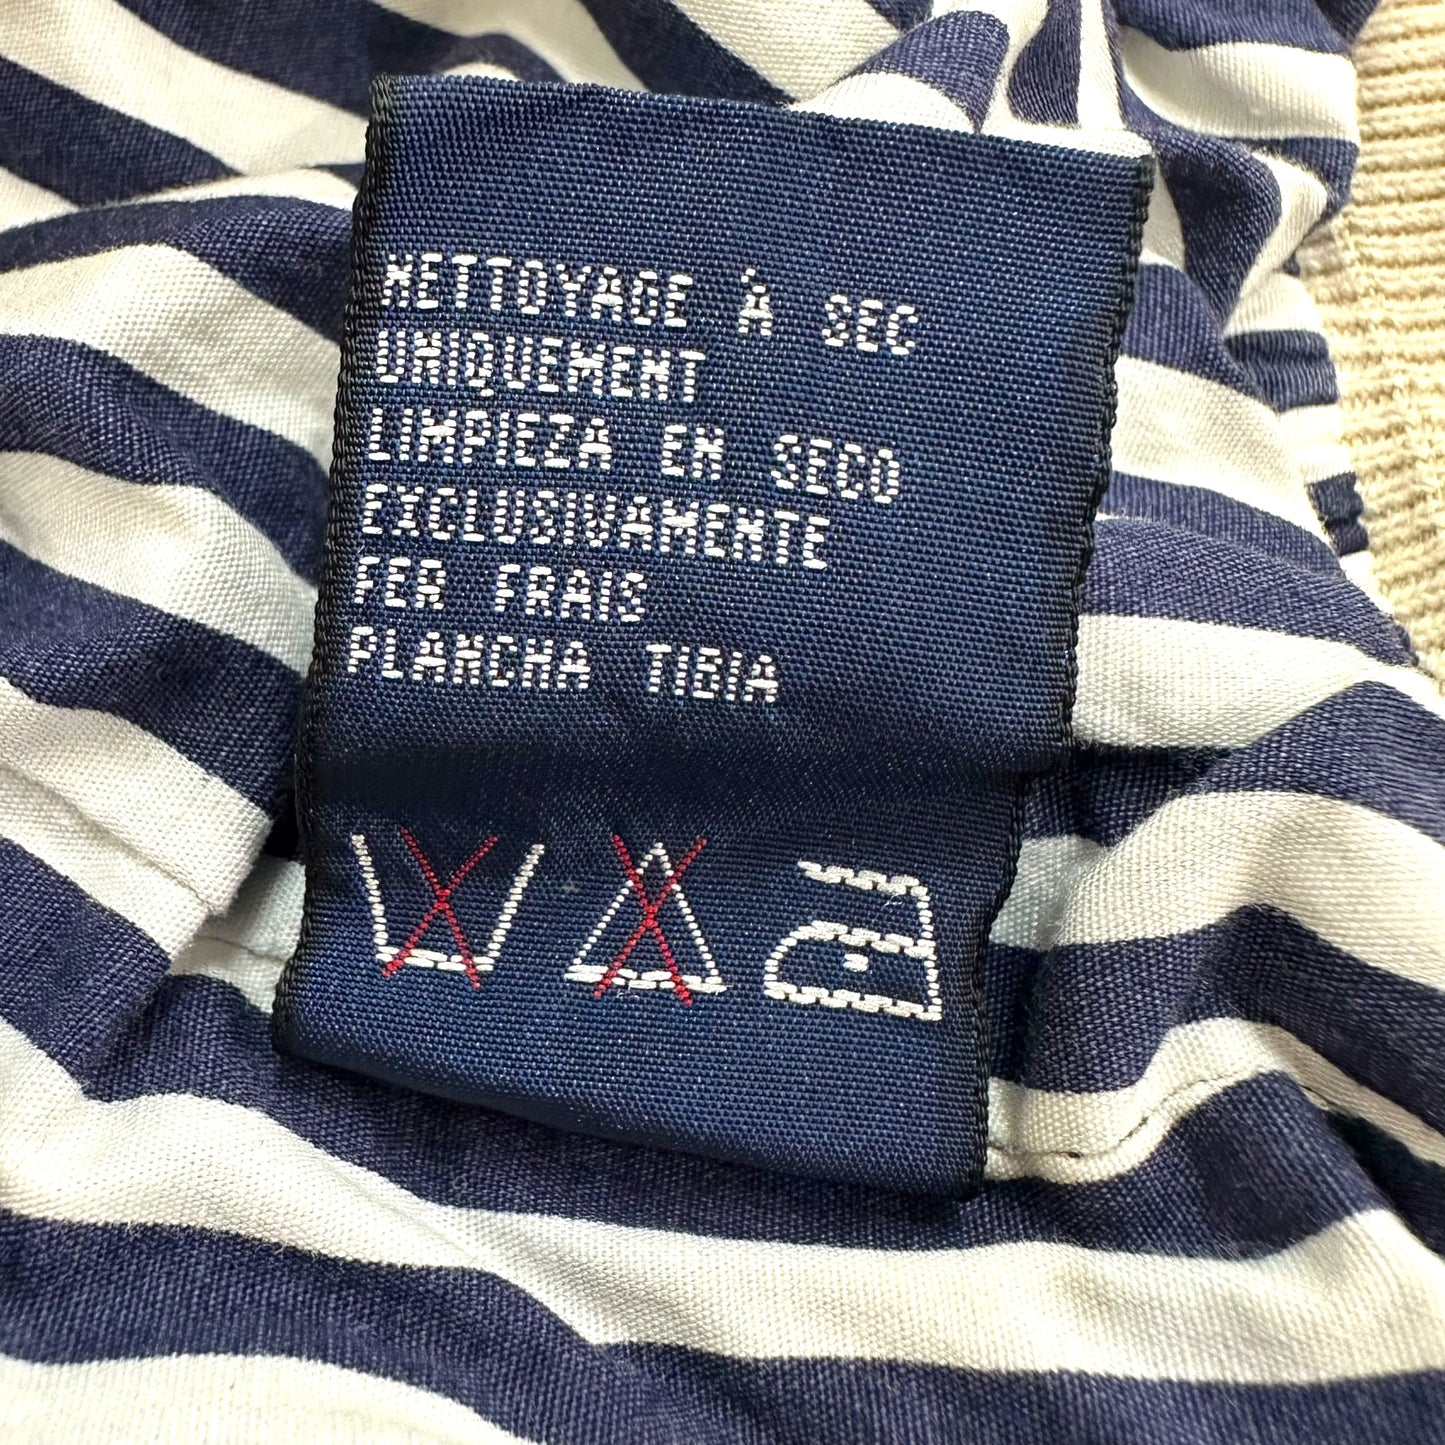 NETTOYAGE À SEC
UNIQUEMENT
LIMPIEZA EN SECO
EXCLUSIVAMENTE
FER FRAIS
PLANCHA TIBIA